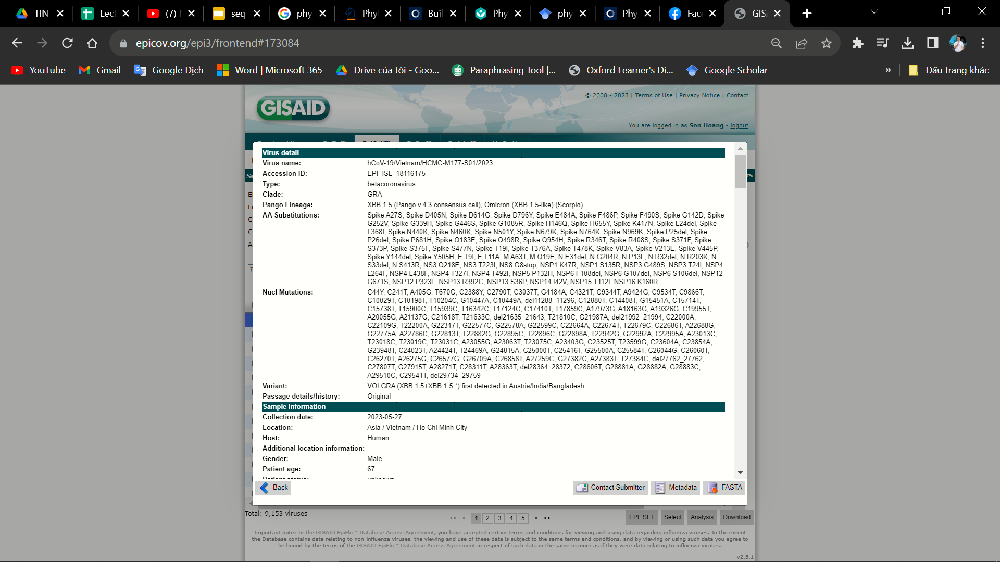 TIN
Lect
(7)
seq
phy
Phy
Buil
Phy
phy
Phy
Face
GIS
epicov.org/epi3/frontend#173084
YouTube
Gmail
Google Dịch
Word | Microsoft 365
Drive của tôi - Goo...
Paraphrasing Tool |...
Oxford Learner's Di...
Google Scholar
»
Dấu trang khác
GISAID
© 2008 - 2023 | Terms of Use | Privacy Notice | Contact
You are logged in as Son Hoang - logout
Virus detail
Virus name: hCoV-19/Vietnam/HCMC-M177-S01/2023
Accession ID: EPI_ISL_18116175
Type: betacoronavirus
Clade: GRA
Pango Lineage: XBB.1.5 (Pango v.4.3 consensus call), Omicron (XBB.1.5-like) (Scorpio)
AA Substitutions: Spike A27S, Spike D405N, Spike D614G, Spike D796Y, Spike E484A, Spike F486P, Spike F490S, Spike G142D, Spike
G252V, Spike G339H, Spike G446S, Spike G1085R, Spike H146Q, Spike H655Y, Spike K417N, Spike L24del, Spike
L368I, Spike N440K, Spike N460K, Spike N501Y, Spike N679K, Spike N764K, Spike N969K, Spike P25del, Spike
P26del, Spike P681H, Spike Q183E, Spike Q498R, Spike Q954H, Spike R346T, Spike R408S, Spike S371F, Spike
S373P, Spike S375F, Spike S477N, Spike T19I, Spike T376A, Spike T478K, Spike V83A, Spike V213E, Spike V445P,
Spike Y144del, Spike Y505H, E T9I, E T11A, M A63T, M Q19E, N E31del, N G204R, N P13L, N R32del, N R203K, N
S33del, N S413R, NS3 Q218E, NS3 T223I, NS8 G8stop, NSP1 K47R, NSP1 S135R, NSP3 G489S, NSP3 T24I, NSP4
L264F, NSP4 L438F, NSP4 T327I, NSP4 T492I, NSP5 P132H, NSP6 F108del, NSP6 G107del, NSP6 S106del, NSP12
G671S, NSP12 P323L, NSP13 R392C, NSP13 S36P, NSP14 I42V, NSP15 T112I, NSP16 K160R
Nucl Mutations: C44Y, C241T, A405G, T670G, C2388Y, C2790T, C3037T, G4184A, C4321T, C9344T, A9424G, C9534T, C9866T,
C10029T, C10198T, T10204C, G10447A, C10449A, del11288_11296, C12880T, C14408T, G15451A, C15714T,
C15738T, T15900C, T15939C, T16342C, T17124C, C17410T, T17859C, A17973G, A18163G, A19326G, C19955T,
A20055G, A21137G, C21618T, T21633C, del21635_21643, T21810C, G21987A, del21992_21994, C22000A,
C22109G, T22200A, G22317T, G22577C, G22578A, G22599C, C22664A, C22674T, T22679C, C22686T, A22688G,
G22775A, A22786C, G22813T, T22882G, G22895C, T22896C, G22898A, T22942G, G22992A, C22995A, A23013C,
T23018C, T23019C, T23031C, A23055G, A23063T, T23075C, A23403G, C23525T, T23599G, C23604A, C23854A,
G23948T, C24023T, A24424T, T24469A, G24815A, C25000T, C25416T, G25500A, C25584T, C26044G, C26060T,
C26270T, A26275G, C26577G, G26709A, C26858T, A27259C, G27382C, A27383T, T27384C, del27762_27762,
C27807T, G27915T, A28271T, C28311T, A28363T, del28364_28372, C28606T, G28881A, G28882A, G28883C,
A29510C, C29541T, del29734_29759
Variant: VOI GRA (XBB.1.5+XBB.1.5.*) first detected in Austria/India/Bangladesh
Passage details/history: Original
Sample information
Collection date: 2023-05-27
Location: Asia / Vietnam / Ho Chi Minh City
Host: Human
Additional location information:
Gender: Male
Patient age: 67
Patient status: unknown
Back
Contact Submitter
Metadata
FASTA
Total: 9,153 viruses
<< < 1 2 3 4 5 > >>
EPI_SET
Select
Analysis
Download
Important note: In the GISAID EpiFlu™ Database Access Agreement, you have accepted certain terms and conditions for viewing and using data regarding influenza viruses. To the extent
the Database contains data relating to non-influenza viruses, the viewing and use of these data is subject to the same terms and conditions, and by viewing or using such data you agree to
be bound by the terms of the GISAID EpiFlu™ Database Access Agreement in respect of such data in the same manner as if they were data relating to influenza viruses.
v2.5.1